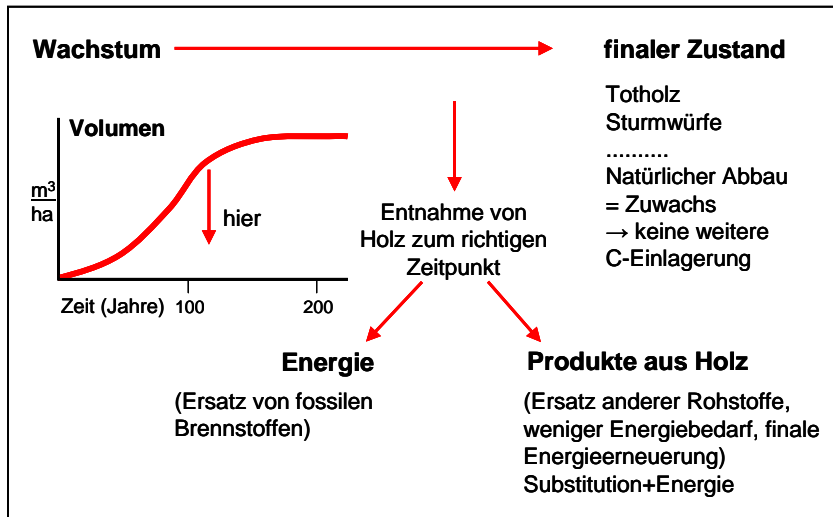 Wachstum
finaler Zustand
Totholz
Sturmwürfe
..........
Natürlicher Abbau
= Zuwachs
→ keine weitere
C-Einlagerung
Volumen
m³
ha
hier
Zeit (Jahre)
100
200
Entnahme von
Holz zum richtigen
Zeitpunkt
Energie
(Ersatz von fossilen
Brennstoffen)
Produkte aus Holz
(Ersatz anderer Rohstoffe,
weniger Energiebedarf, finale
Energieerneuerung)
Substitution+Energie